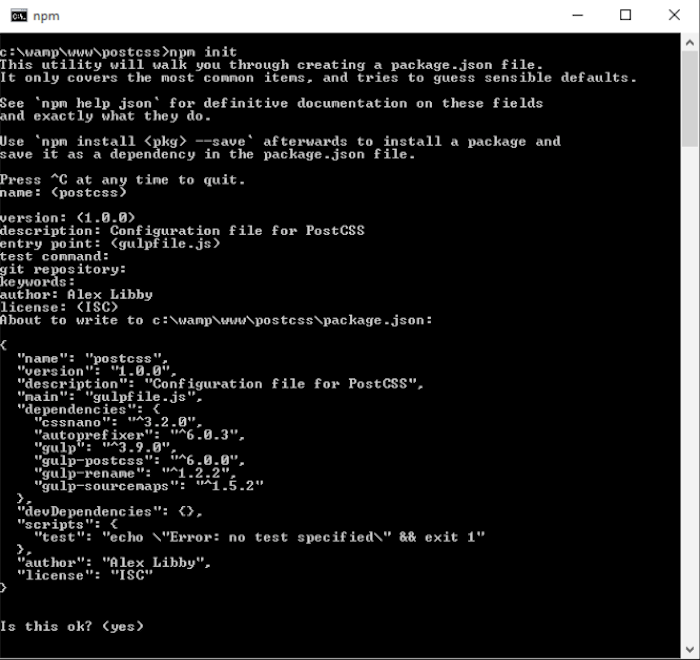 npm
c:\wamp\www\postcss>npm init
This utility will walk you through creating a package.json file.
It only covers the most common items, and tries to guess sensible defaults.
See `npm help json` for definitive documentation on these fields
and exactly what they do.
Use `npm install <pkg> --save` afterwards to install a package and
save it as a dependency in the package.json file.
Press ^C at any time to quit.
name: (postcss)
version: (1.0.0)
description: Configuration file for PostCSS
entry point: (gulpfile.js)
test command:
git repository:
keywords:
author: Alex Libby
license: (ISC)
About to write to c:\wamp\www\postcss\package.json:
{
  "name": "postcss",
  "version": "1.0.0",
  "description": "Configuration file for PostCSS",
  "main": "gulpfile.js",
  "dependencies": {
    "cssnano": "^3.2.0",
    "autoprefixer": "^6.0.3",
    "gulp": "^3.9.0",
    "gulp-postcss": "^6.0.0",
    "gulp-rename": "^1.2.2",
    "gulp-sourcemaps": "^1.5.2"
  },
  "devDependencies": {},
  "scripts": {
    "test": "echo \"Error: no test specified\" && exit 1"
  },
  "author": "Alex Libby",
  "license": "ISC"
}
Is this ok? (yes)